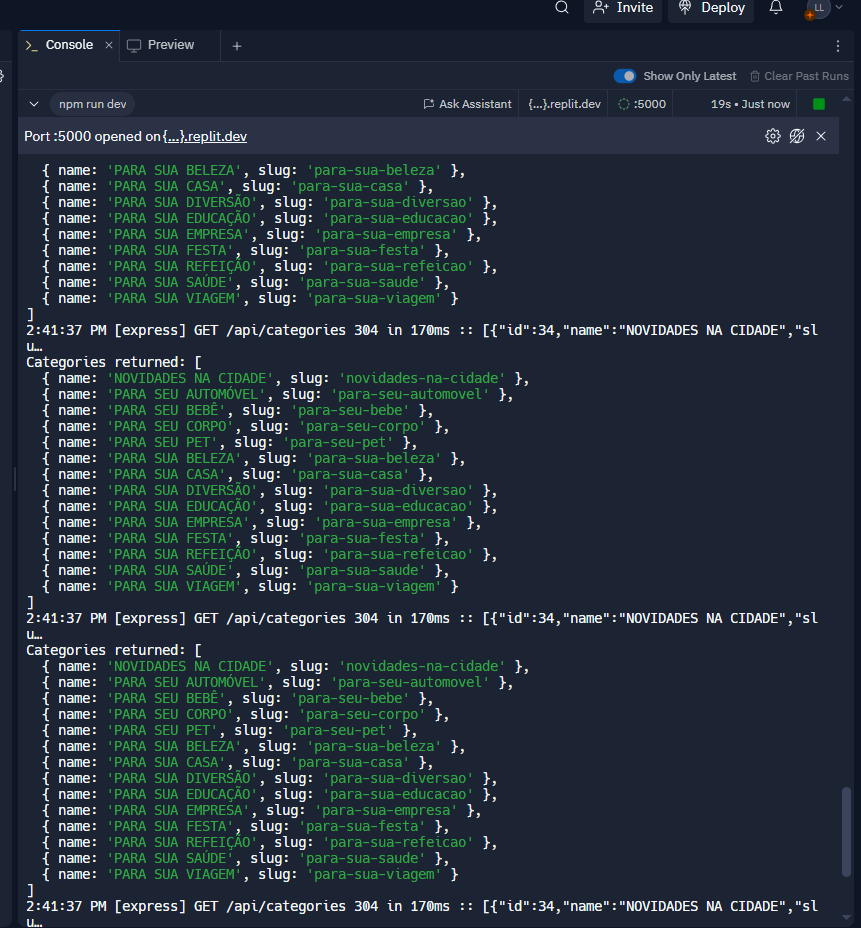 Invite
Deploy
LL
Console
Preview
Show Only Latest
Clear Past Runs
npm run dev
Ask Assistant
{...}.replit.dev
:5000
19s • Just now
Port :5000 opened on {...}.replit.dev
{ name: 'PARA SUA BELEZA', slug: 'para-sua-beleza' },
{ name: 'PARA SUA CASA', slug: 'para-sua-casa' },
{ name: 'PARA SUA DIVERSÃO', slug: 'para-sua-diversao' },
{ name: 'PARA SUA EDUCAÇÃO', slug: 'para-sua-educacao' },
{ name: 'PARA SUA EMPRESA', slug: 'para-sua-empresa' },
{ name: 'PARA SUA FESTA', slug: 'para-sua-festa' },
{ name: 'PARA SUA REFEIÇÃO', slug: 'para-sua-refeicao' },
{ name: 'PARA SUA SAÚDE', slug: 'para-sua-saude' },
{ name: 'PARA SUA VIAGEM', slug: 'para-sua-viagem' }
]
2:41:37 PM [express] GET /api/categories 304 in 170ms :: [{"id":34,"name":"NOVIDADES NA CIDADE","sl
u…
Categories returned: [
{ name: 'NOVIDADES NA CIDADE', slug: 'novidades-na-cidade' },
{ name: 'PARA SEU AUTOMÓVEL', slug: 'para-seu-automovel' },
{ name: 'PARA SEU BEBÊ', slug: 'para-seu-bebe' },
{ name: 'PARA SEU CORPO', slug: 'para-seu-corpo' },
{ name: 'PARA SEU PET', slug: 'para-seu-pet' },
{ name: 'PARA SUA BELEZA', slug: 'para-sua-beleza' },
{ name: 'PARA SUA CASA', slug: 'para-sua-casa' },
{ name: 'PARA SUA DIVERSÃO', slug: 'para-sua-diversao' },
{ name: 'PARA SUA EDUCAÇÃO', slug: 'para-sua-educacao' },
{ name: 'PARA SUA EMPRESA', slug: 'para-sua-empresa' },
{ name: 'PARA SUA FESTA', slug: 'para-sua-festa' },
{ name: 'PARA SUA REFEIÇÃO', slug: 'para-sua-refeicao' },
{ name: 'PARA SUA SAÚDE', slug: 'para-sua-saude' },
{ name: 'PARA SUA VIAGEM', slug: 'para-sua-viagem' }
]
2:41:37 PM [express] GET /api/categories 304 in 170ms :: [{"id":34,"name":"NOVIDADES NA CIDADE","sl
u…
Categories returned: [
{ name: 'NOVIDADES NA CIDADE', slug: 'novidades-na-cidade' },
{ name: 'PARA SEU AUTOMÓVEL', slug: 'para-seu-automovel' },
{ name: 'PARA SEU BEBÊ', slug: 'para-seu-bebe' },
{ name: 'PARA SEU CORPO', slug: 'para-seu-corpo' },
{ name: 'PARA SEU PET', slug: 'para-seu-pet' },
{ name: 'PARA SUA BELEZA', slug: 'para-sua-beleza' },
{ name: 'PARA SUA CASA', slug: 'para-sua-casa' },
{ name: 'PARA SUA DIVERSÃO', slug: 'para-sua-diversao' },
{ name: 'PARA SUA EDUCAÇÃO', slug: 'para-sua-educacao' },
{ name: 'PARA SUA EMPRESA', slug: 'para-sua-empresa' },
{ name: 'PARA SUA FESTA', slug: 'para-sua-festa' },
{ name: 'PARA SUA REFEIÇÃO', slug: 'para-sua-refeicao' },
{ name: 'PARA SUA SAÚDE', slug: 'para-sua-saude' },
{ name: 'PARA SUA VIAGEM', slug: 'para-sua-viagem' }
]
2:41:37 PM [express] GET /api/categories 304 in 170ms :: [{"id":34,"name":"NOVIDADES NA CIDADE","sl
u…